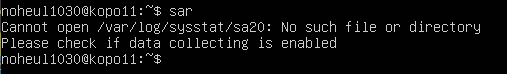 noheul1030@kopo11:~$ sar
Cannot open /var/log/sysstat/sa20: No such file or directory
Please check if data collecting is enabled
noheul1030@kopo11:~$